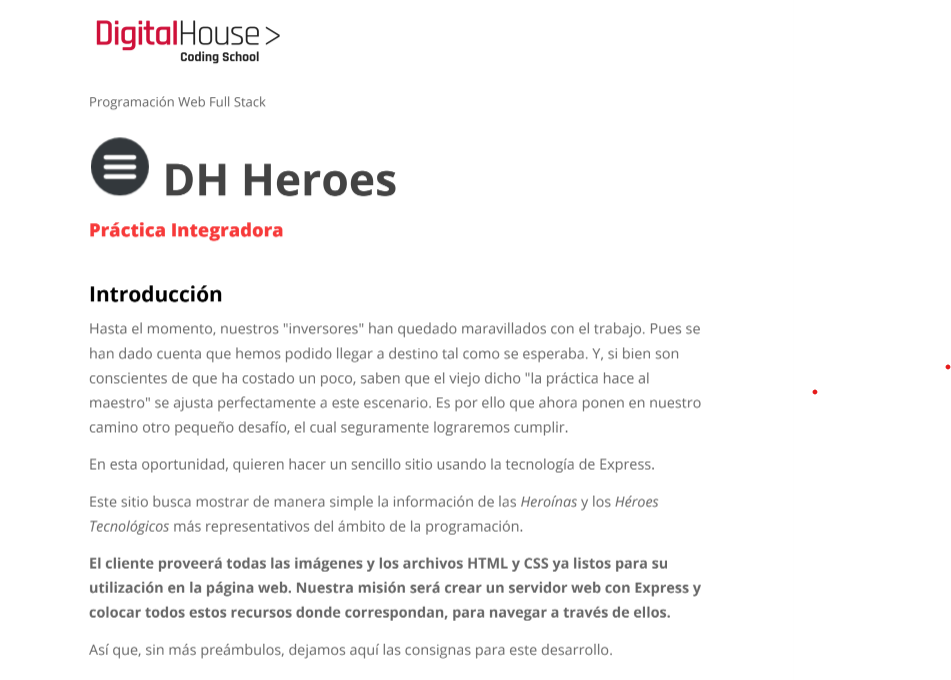 DigitalHouse>
Coding School
Programación Web Full Stack
DH Heroes
Práctica Integradora
Introducción
Hasta el momento, nuestros "inversores" han quedado maravillados con el trabajo. Pues se
han dado cuenta que hemos podido llegar a destino tal como se esperaba. Y, si bien son
conscientes de que ha costado un poco, saben que el viejo dicho "la práctica hace al
maestro" se ajusta perfectamente a este escenario. Es por ello que ahora ponen en nuestro
camino otro pequeño desafío, el cual seguramente lograremos cumplir.
En esta oportunidad, quieren hacer un sencillo sitio usando la tecnología de Express.
Este sitio busca mostrar de manera simple la información de las Heroínas y los Héroes
Tecnológicos más representativos del ámbito de la programación.
El cliente proveerá todas las imágenes y los archivos HTML y CSS ya listos para su
utilización en la página web. Nuestra misión será crear un servidor web con Express y
colocar todos estos recursos donde correspondan, para navegar a través de ellos.
Así que, sin más preámbulos, dejamos aquí las consignas para este desarrollo.